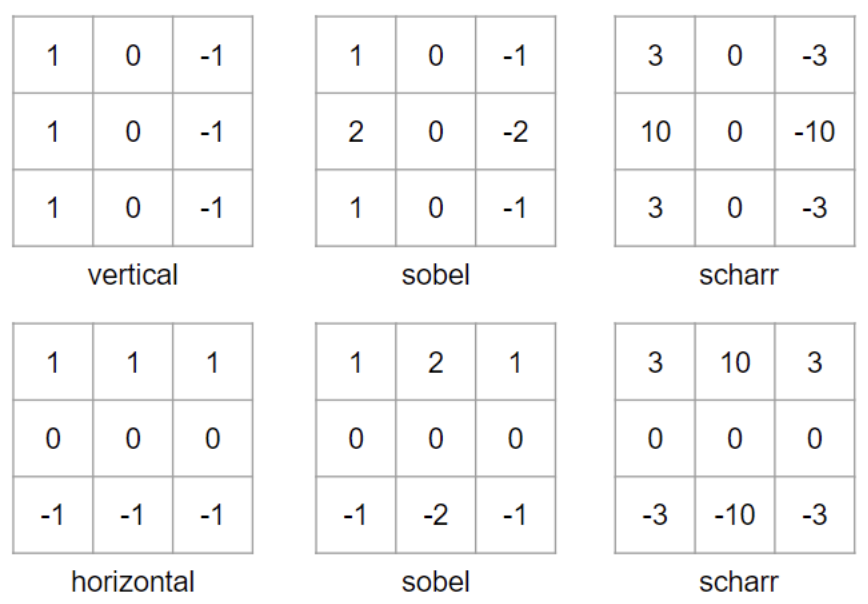 1 0 -1 1 0 -1 3 0 -3
1 0 -1 2 0 -2 10 0 -10
1 0 -1 1 0 -1 3 0 -3
vertical sobel scharr
1 1 1 1 2 1 3 10 3
0 0 0 0 0 0 0 0 0
-1 -1 -1 -1 -2 -1 -3 -10 -3
horizontal sobel scharr